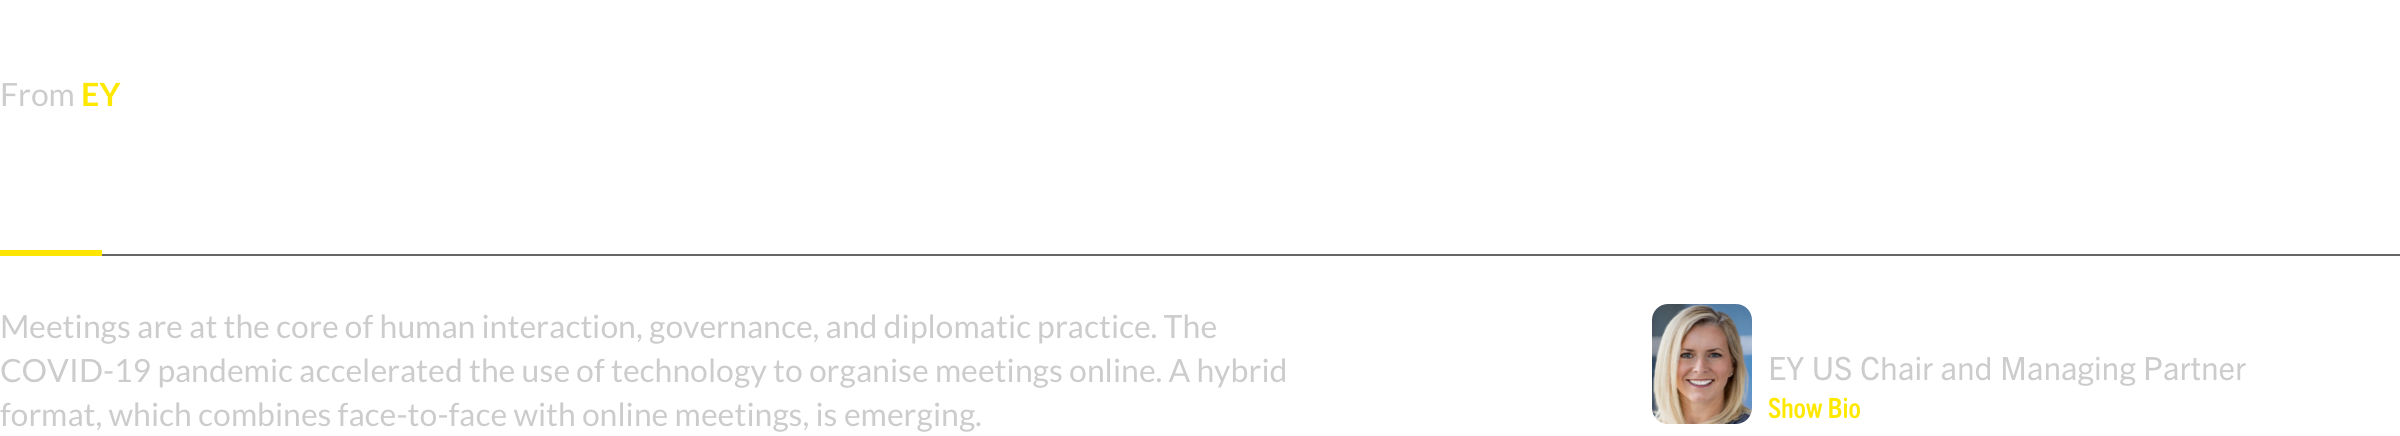 From EY
Meetings are at the core of human interaction, governance, and diplomatic practice. The
COVID-19 pandemic accelerated the use of technology to organise meetings online. A hybrid
format, which combines face-to-face with online meetings, is emerging.
EY US Chair and Managing Partner
Show Bio